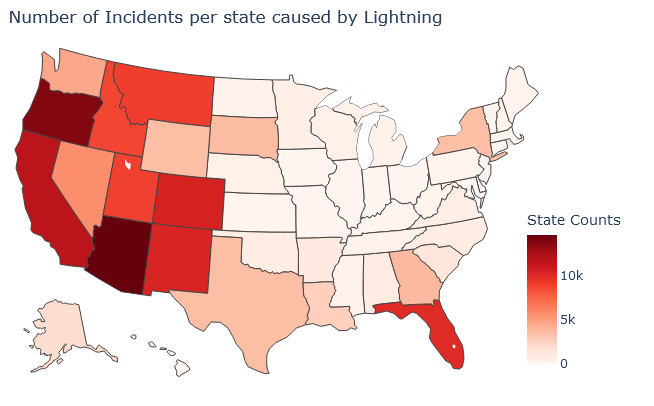 Number of Incidents per state caused by Lightning
State Counts
10k
5k
0